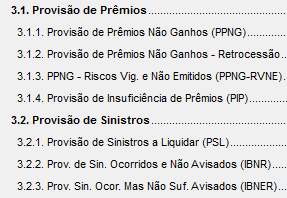 3.1. Provisão de Prêmios............................................
3.1.1. Provisão de Prêmios Não Ganhos (PPNG)............
3.1.2. Provisão de Prêmios Não Ganhos - Retrocessão...
3.1.3. PPNG - Riscos Vig. e Não Emitidos (PPNG-RVNE)..
3.1.4. Provisão de Insuficiência de Prêmios (PIP)............
3.2. Provisão de Sinistros............................................
3.2.1. Provisão de Sinistros a Liquidar (PSL)...................
3.2.2. Prov. de Sin. Ocorridos e Não Avisados (IBNR)......
3.2.3. Prov. Sin. Ocor. Mas Não Suf. Avisados (IBNER)....